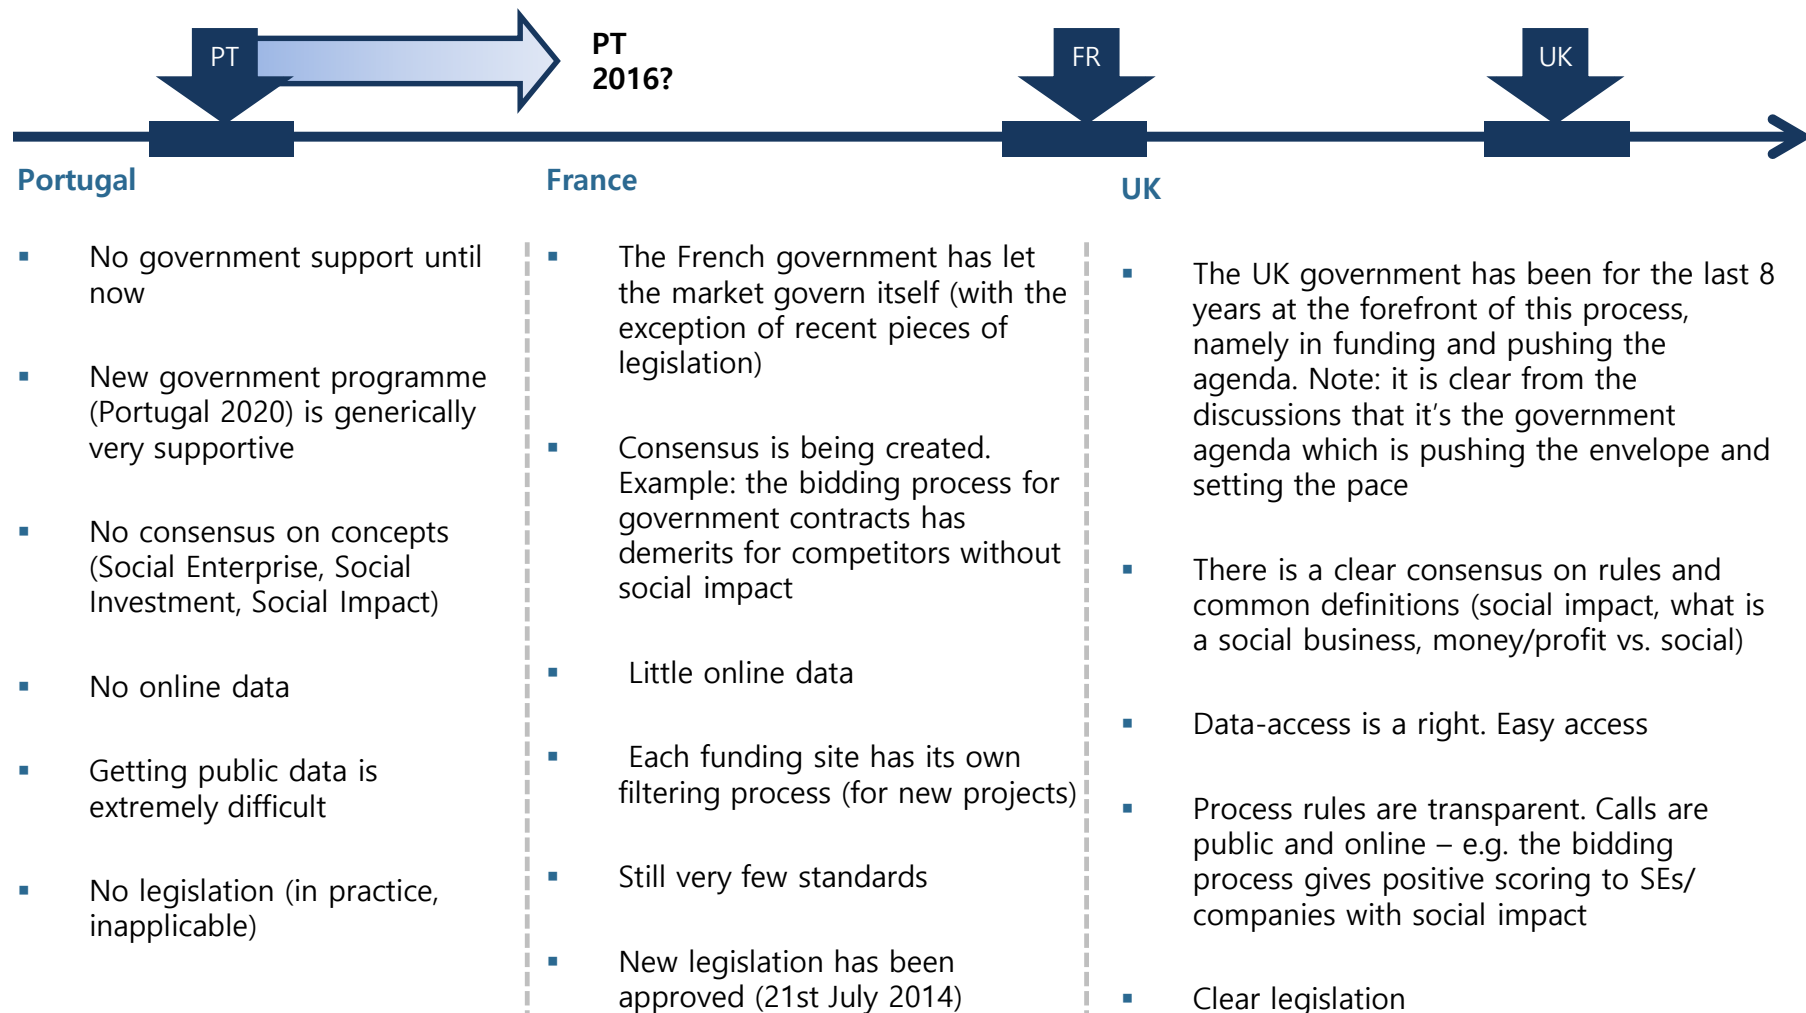 PT
PT
2016?
FR
UK
Portugal
▪ No government support until
now
▪ New government programme
(Portugal 2020) is generically
very supportive
▪ No consensus on concepts
(Social Enterprise, Social
Investment, Social Impact)
▪ No online data
▪ Getting public data is
extremely difficult
▪ No legislation (in practice,
inapplicable)
France
▪ The French government has let
the market govern itself (with the
exception of recent pieces of
legislation)
▪ Consensus is being created.
Example: the bidding process for
government contracts has
demerits for competitors without
social impact
▪ Little online data
▪ Each funding site has its own
filtering process (for new projects)
▪ Still very few standards
▪ New legislation has been
approved (21st July 2014)
UK
▪ The UK government has been for the last 8
years at the forefront of this process,
namely in funding and pushing the
agenda. Note: it is clear from the
discussions that it’s the government
agenda which is pushing the envelope and
setting the pace
▪ There is a clear consensus on rules and
common definitions (social impact, what is
a social business, money/profit vs. social)
▪ Data-access is a right. Easy access
▪ Process rules are transparent. Calls are
public and online – e.g. the bidding
process gives positive scoring to SEs/
companies with social impact
▪ Clear legislation